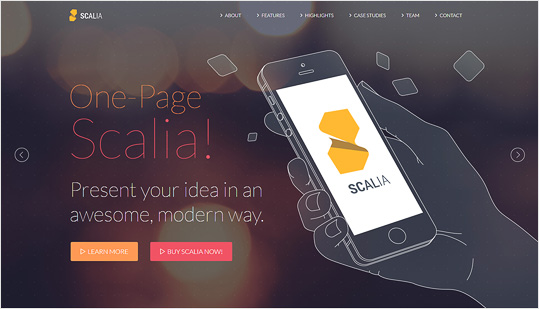 SCALIA
ABOUT FEATURES HIGHLIGHTS CASE STUDIES TEAM CONTACT
One-Page
Scalia!
Present your idea in an
awesome, modern way.
LEARN MORE BUY SCALIA NOW!
SCALIA